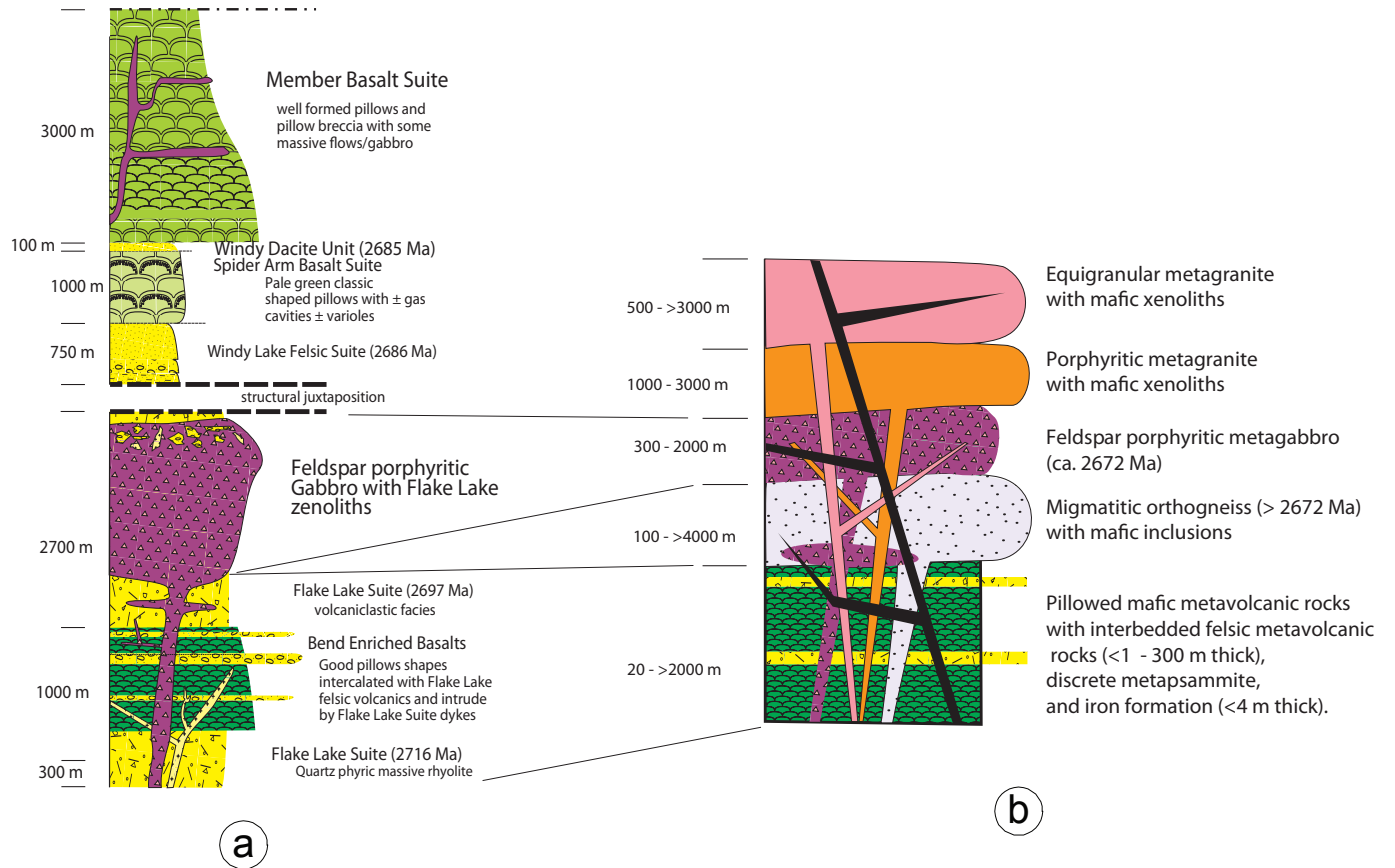 Member Basalt Suite
well formed pillows and
pillow breccia with some
massive flows/gabbro
3000 m
100 m
Windy Dacite Unit (2685 Ma)
Spider Arm Basalt Suite
Pale green classic
shaped pillows with ± gas
cavities ± varioles
1000 m
750 m
Windy Lake Felsic Suite (2686 Ma)
structural juxtaposition
Feldspar porphyritic
Gabbro with Flake Lake
zenoliths
2700 m
Flake Lake Suite (2697 Ma)
volcaniclastic facies
Bend Enriched Basalts
Good pillows shapes
intercalated with Flake Lake
felsic volcanics and intrude
by Flake Lake Suite dykes
1000 m
Flake Lake Suite (2716 Ma)
Quartz phyric massive rhyolite
300 m
a
500 - >3000 m
Equigranular metagranite
with mafic xenoliths
1000 - 3000 m
Porphyritic metagranite
with mafic xenoliths
300 - 2000 m
Feldspar porphyritic metagabbro
(ca. 2672 Ma)
100 - >4000 m
Migmatitic orthogneiss (> 2672 Ma)
with mafic inclusions
20 - >2000 m
Pillowed mafic metavolcanic rocks
with interbedded felsic metavolcanic
rocks (<1 - 300 m thick),
discrete metapsammite,
and iron formation (<4 m thick).
b